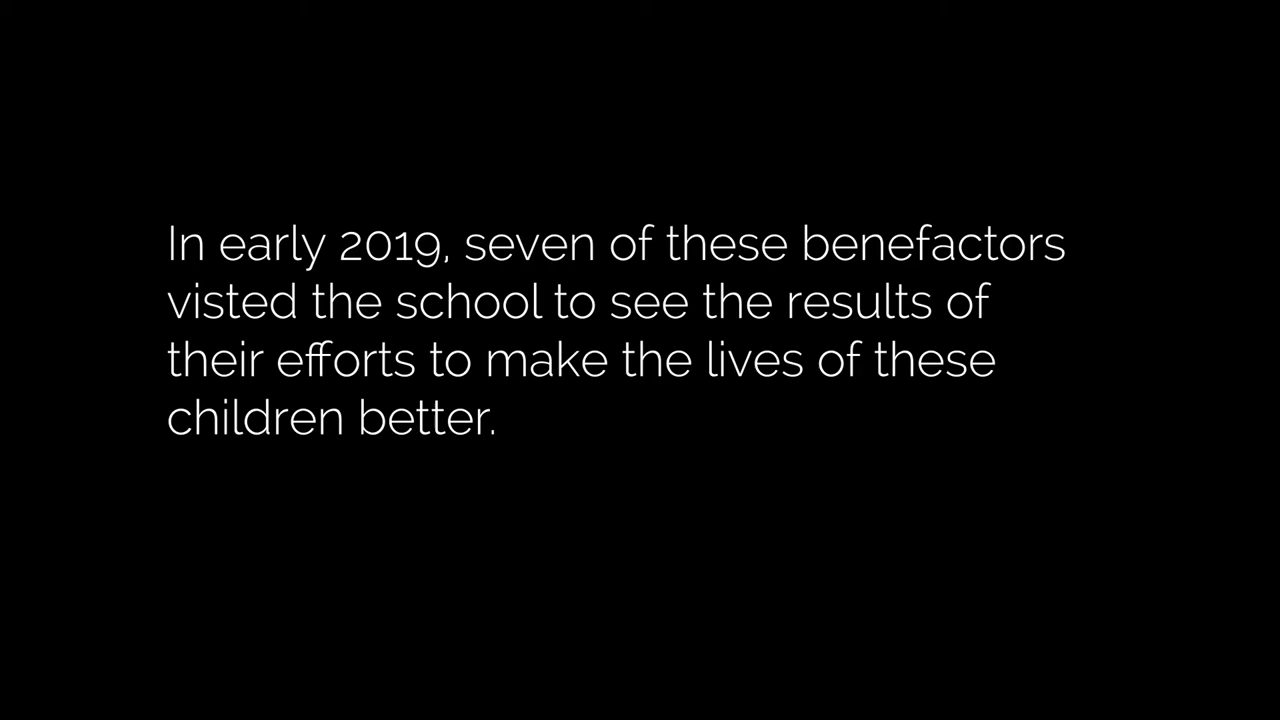 In early 2019, seven of these benefactors
visted the school to see the results of
their efforts to make the lives of these
children better.